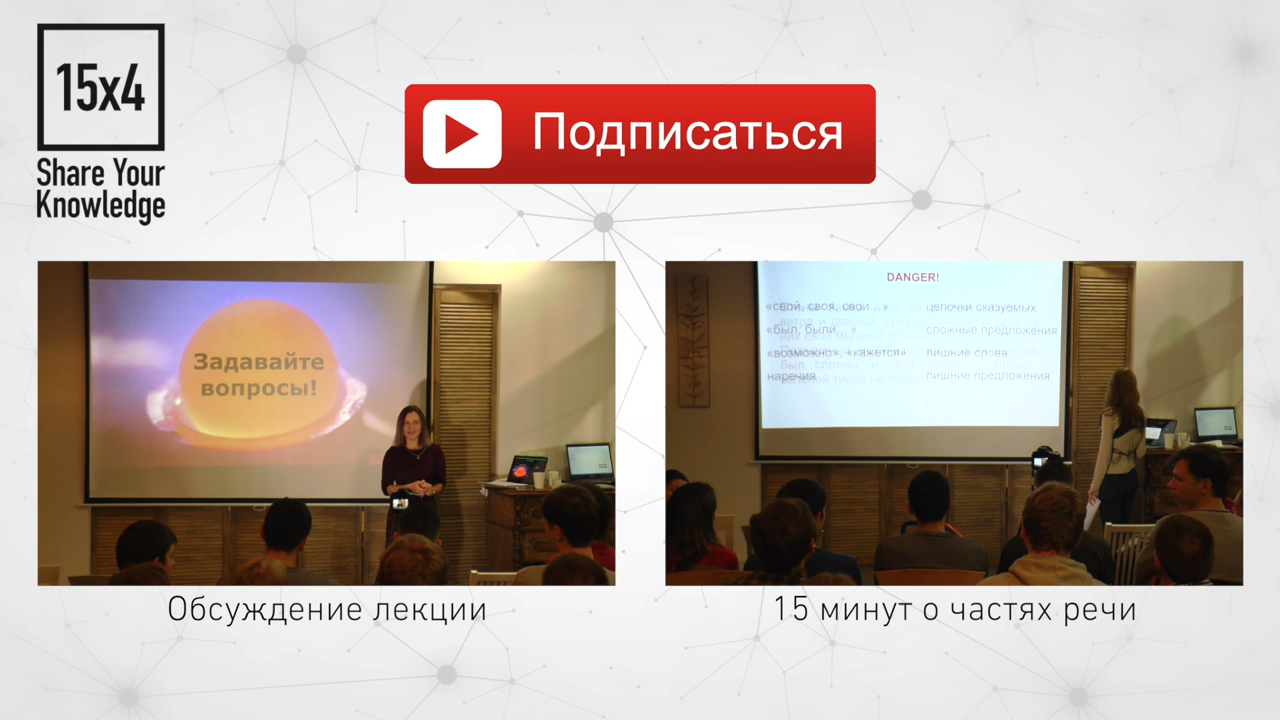 15x4
Share Your
Knowledge
Подписаться
Задавайте
вопросы!
DANGER!
«свой, своя, свои...» цепочки сказуемых
«был, были...» сложные предложения
«возможно», «кажется» лишние слова
наречия лишние предложения
Обсуждение лекции
15 минут о частях речи